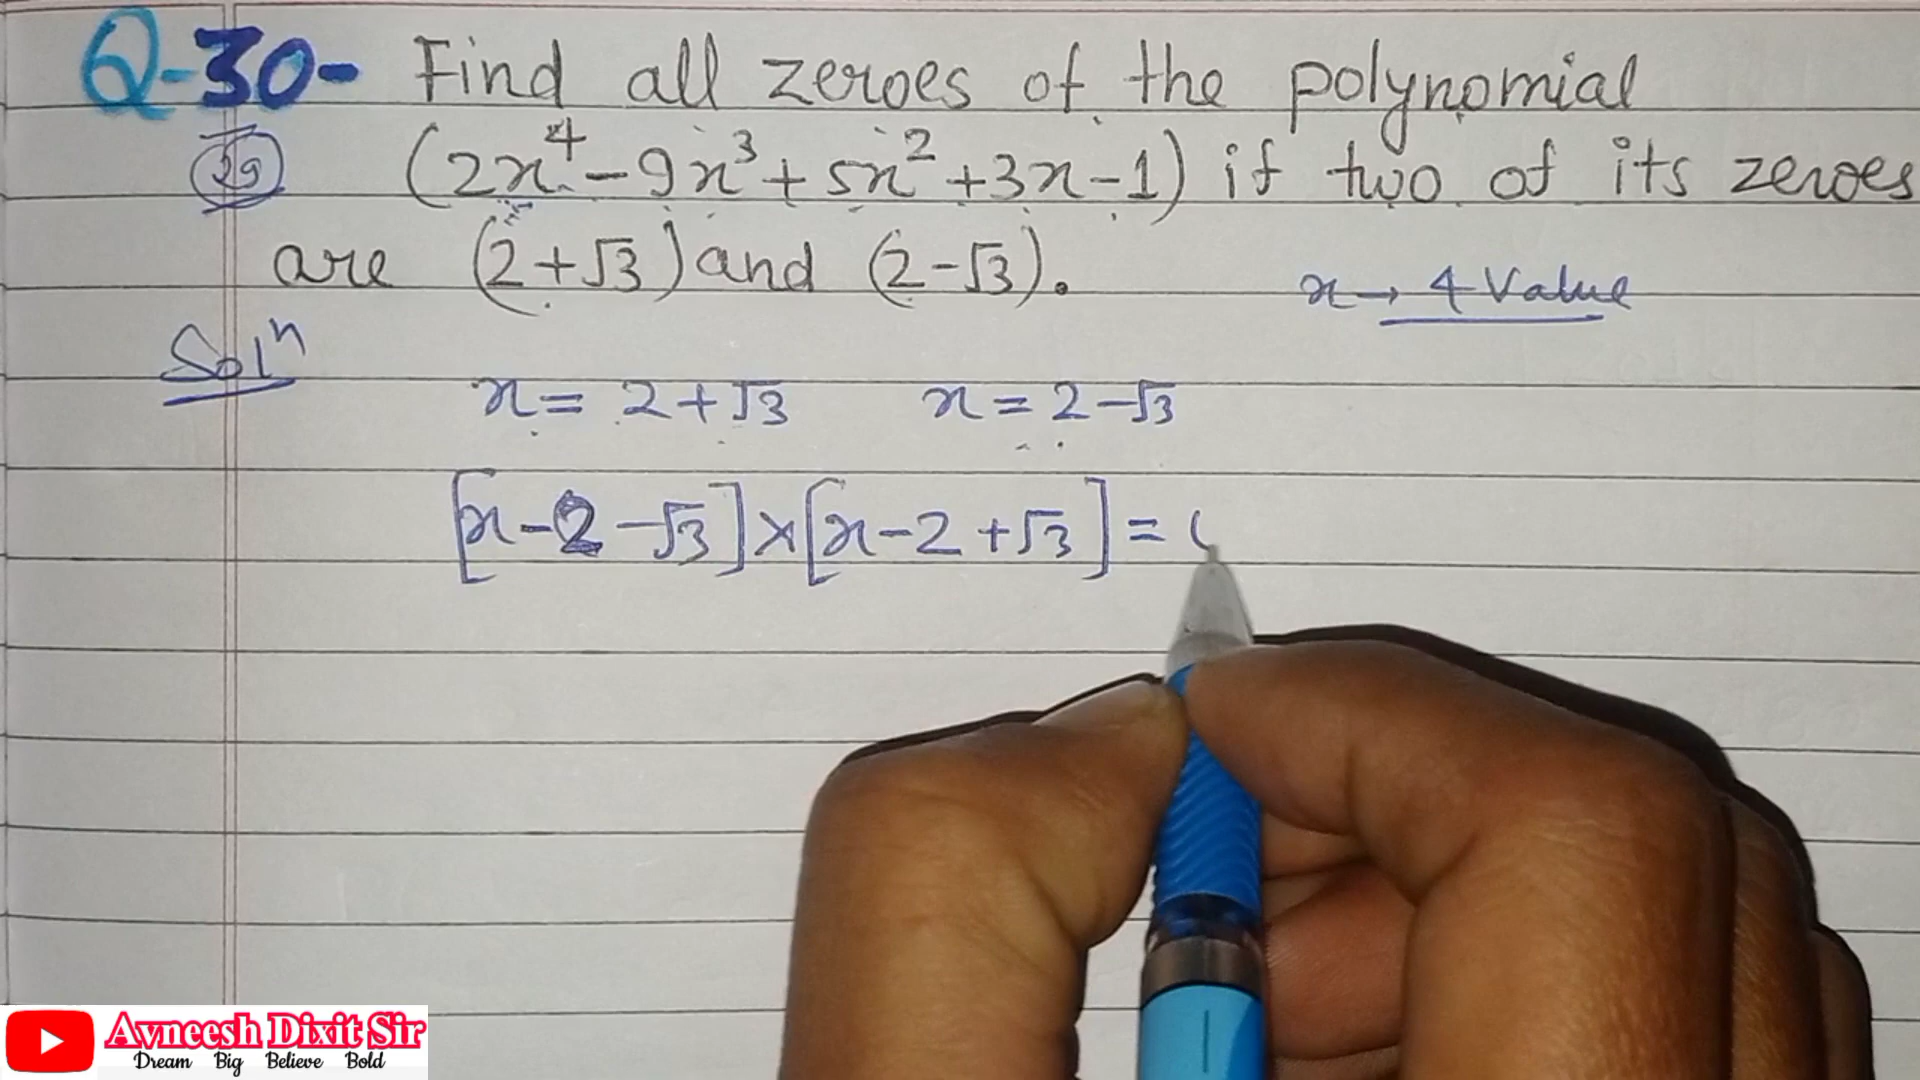 Q-30- Find all zeroes of the polynomial
29 (2x⁴-9x³+5x²+3x-1) if two of its zeroes
are (2+√3) and (2-√3).
x→ 4 Value
Solⁿ
x= 2+√3 x=2-√3
[x-2-√3]×[x-2+√3]=
Avneesh Dixit Sir
Dream Big Believe Bold